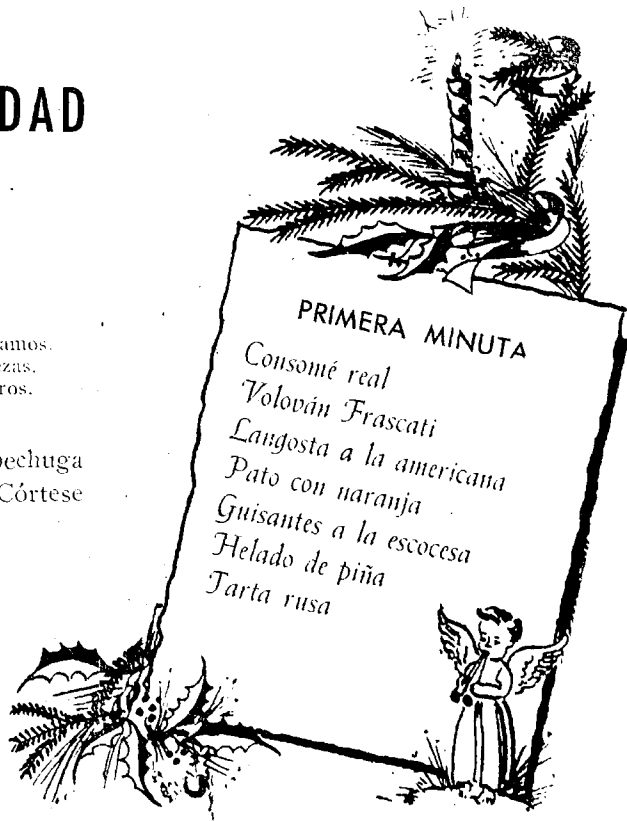 DAD
amos.
ezas.
ros.
pechuga
Córtese
PRIMERA MINUTA
Consomé real
Volován Frascati
Langosta a la americana
Pato con naranja
Guisantes a la escocesa
Helado de piña
Tarta rusa